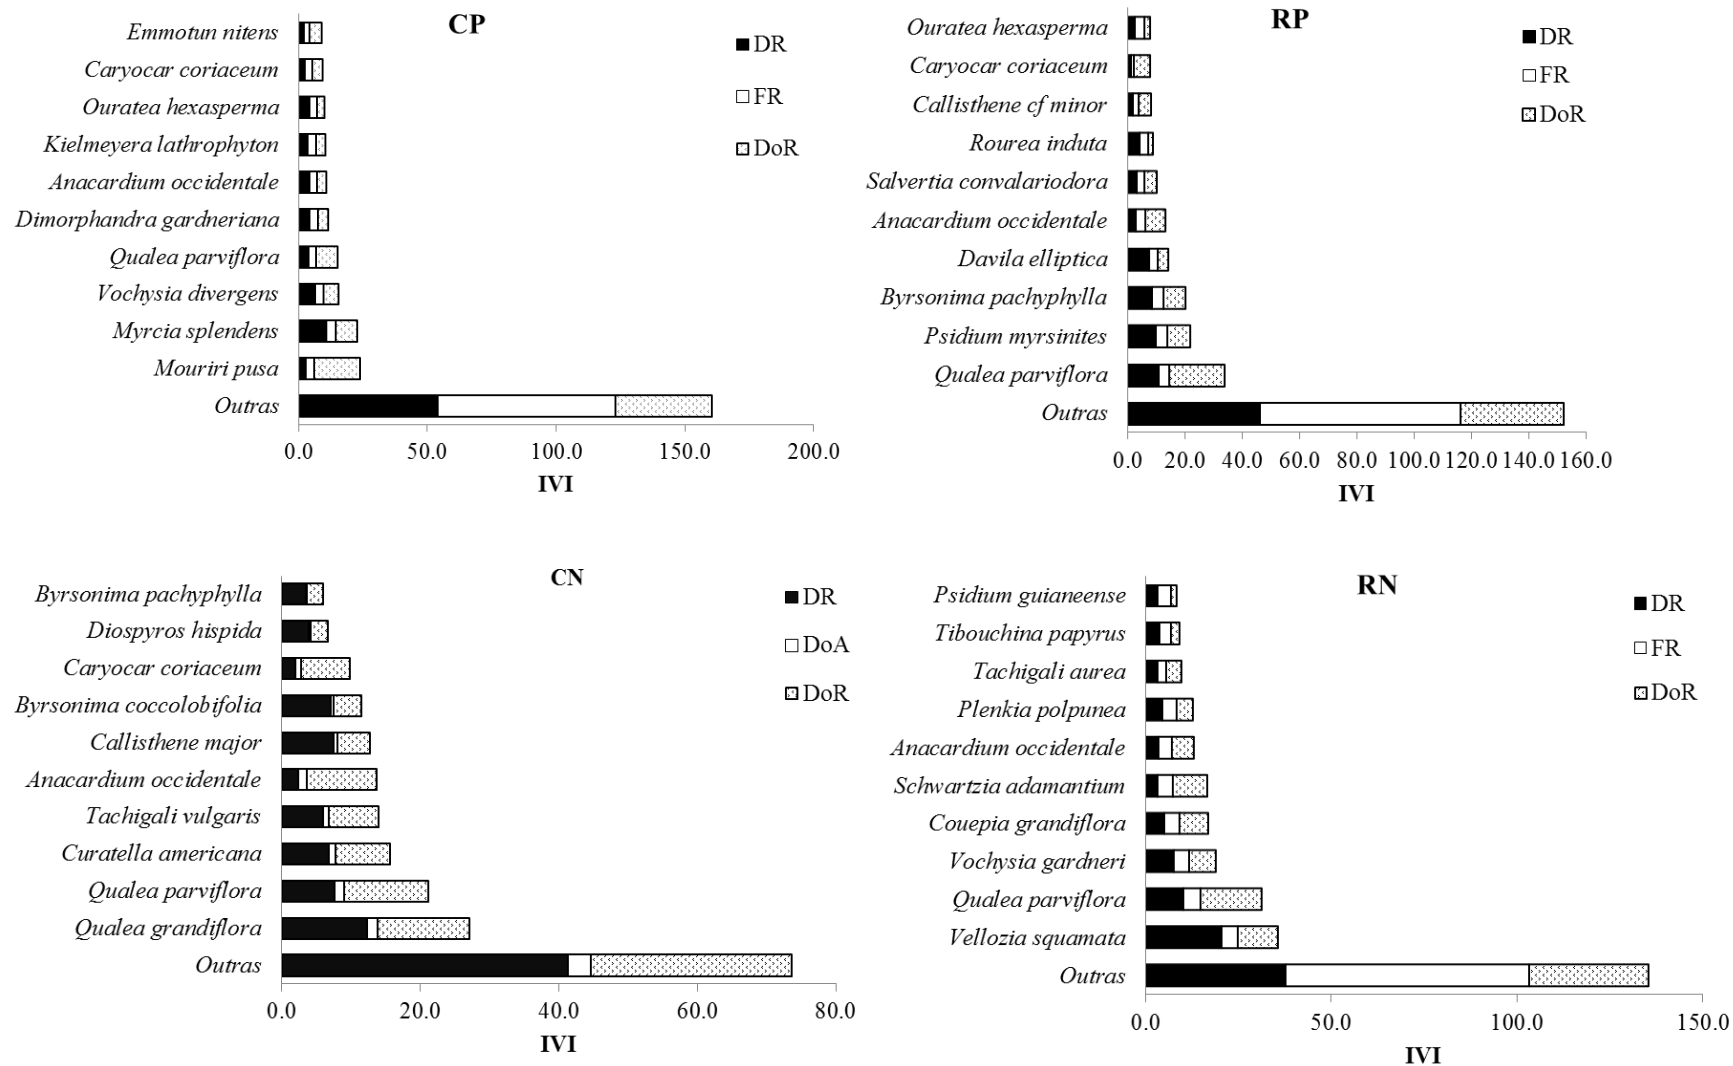 CP
Emmotun nitens
Caryocar coriaceum
Ouratea hexasperma
Kielmeyera lathrophyton
Anacardium occidentale
Dimorphandra gardneriana
Qualea parviflora
Vochysia divergens
Myrcia splendens
Mouriri pusa
Outras
DR
FR
DoR
0.0 50.0 100.0 150.0 200.0
IVI
RP
Ouratea hexasperma
Caryocar coriaceum
Callisthene cf minor
Rourea induta
Salvertia convalariodora
Anacardium occidentale
Davila elliptica
Byrsonima pachyphylla
Psidium myrsinites
Qualea parviflora
Outras
DR
FR
DoR
0.0 20.0 40.0 60.0 80.0 100.0 120.0 140.0 160.0
IVI
CN
Byrsonima pachyphylla
Diospyros hispida
Caryocar coriaceum
Byrsonima coccolobifolia
Callisthene major
Anacardium occidentale
Tachigali vulgaris
Curatella americana
Qualea parviflora
Qualea grandiflora
Outras
DR
DoA
DoR
0.0 20.0 40.0 60.0 80.0
IVI
RN
Psidium guianeense
Tibouchina papyrus
Tachigali aurea
Plenkia polpunea
Anacardium occidentale
Schwartzia adamantium
Couepia grandiflora
Vochysia gardneri
Qualea parviflora
Vellozia squamata
Outras
DR
FR
DoR
0.0 50.0 100.0 150.0
IVI